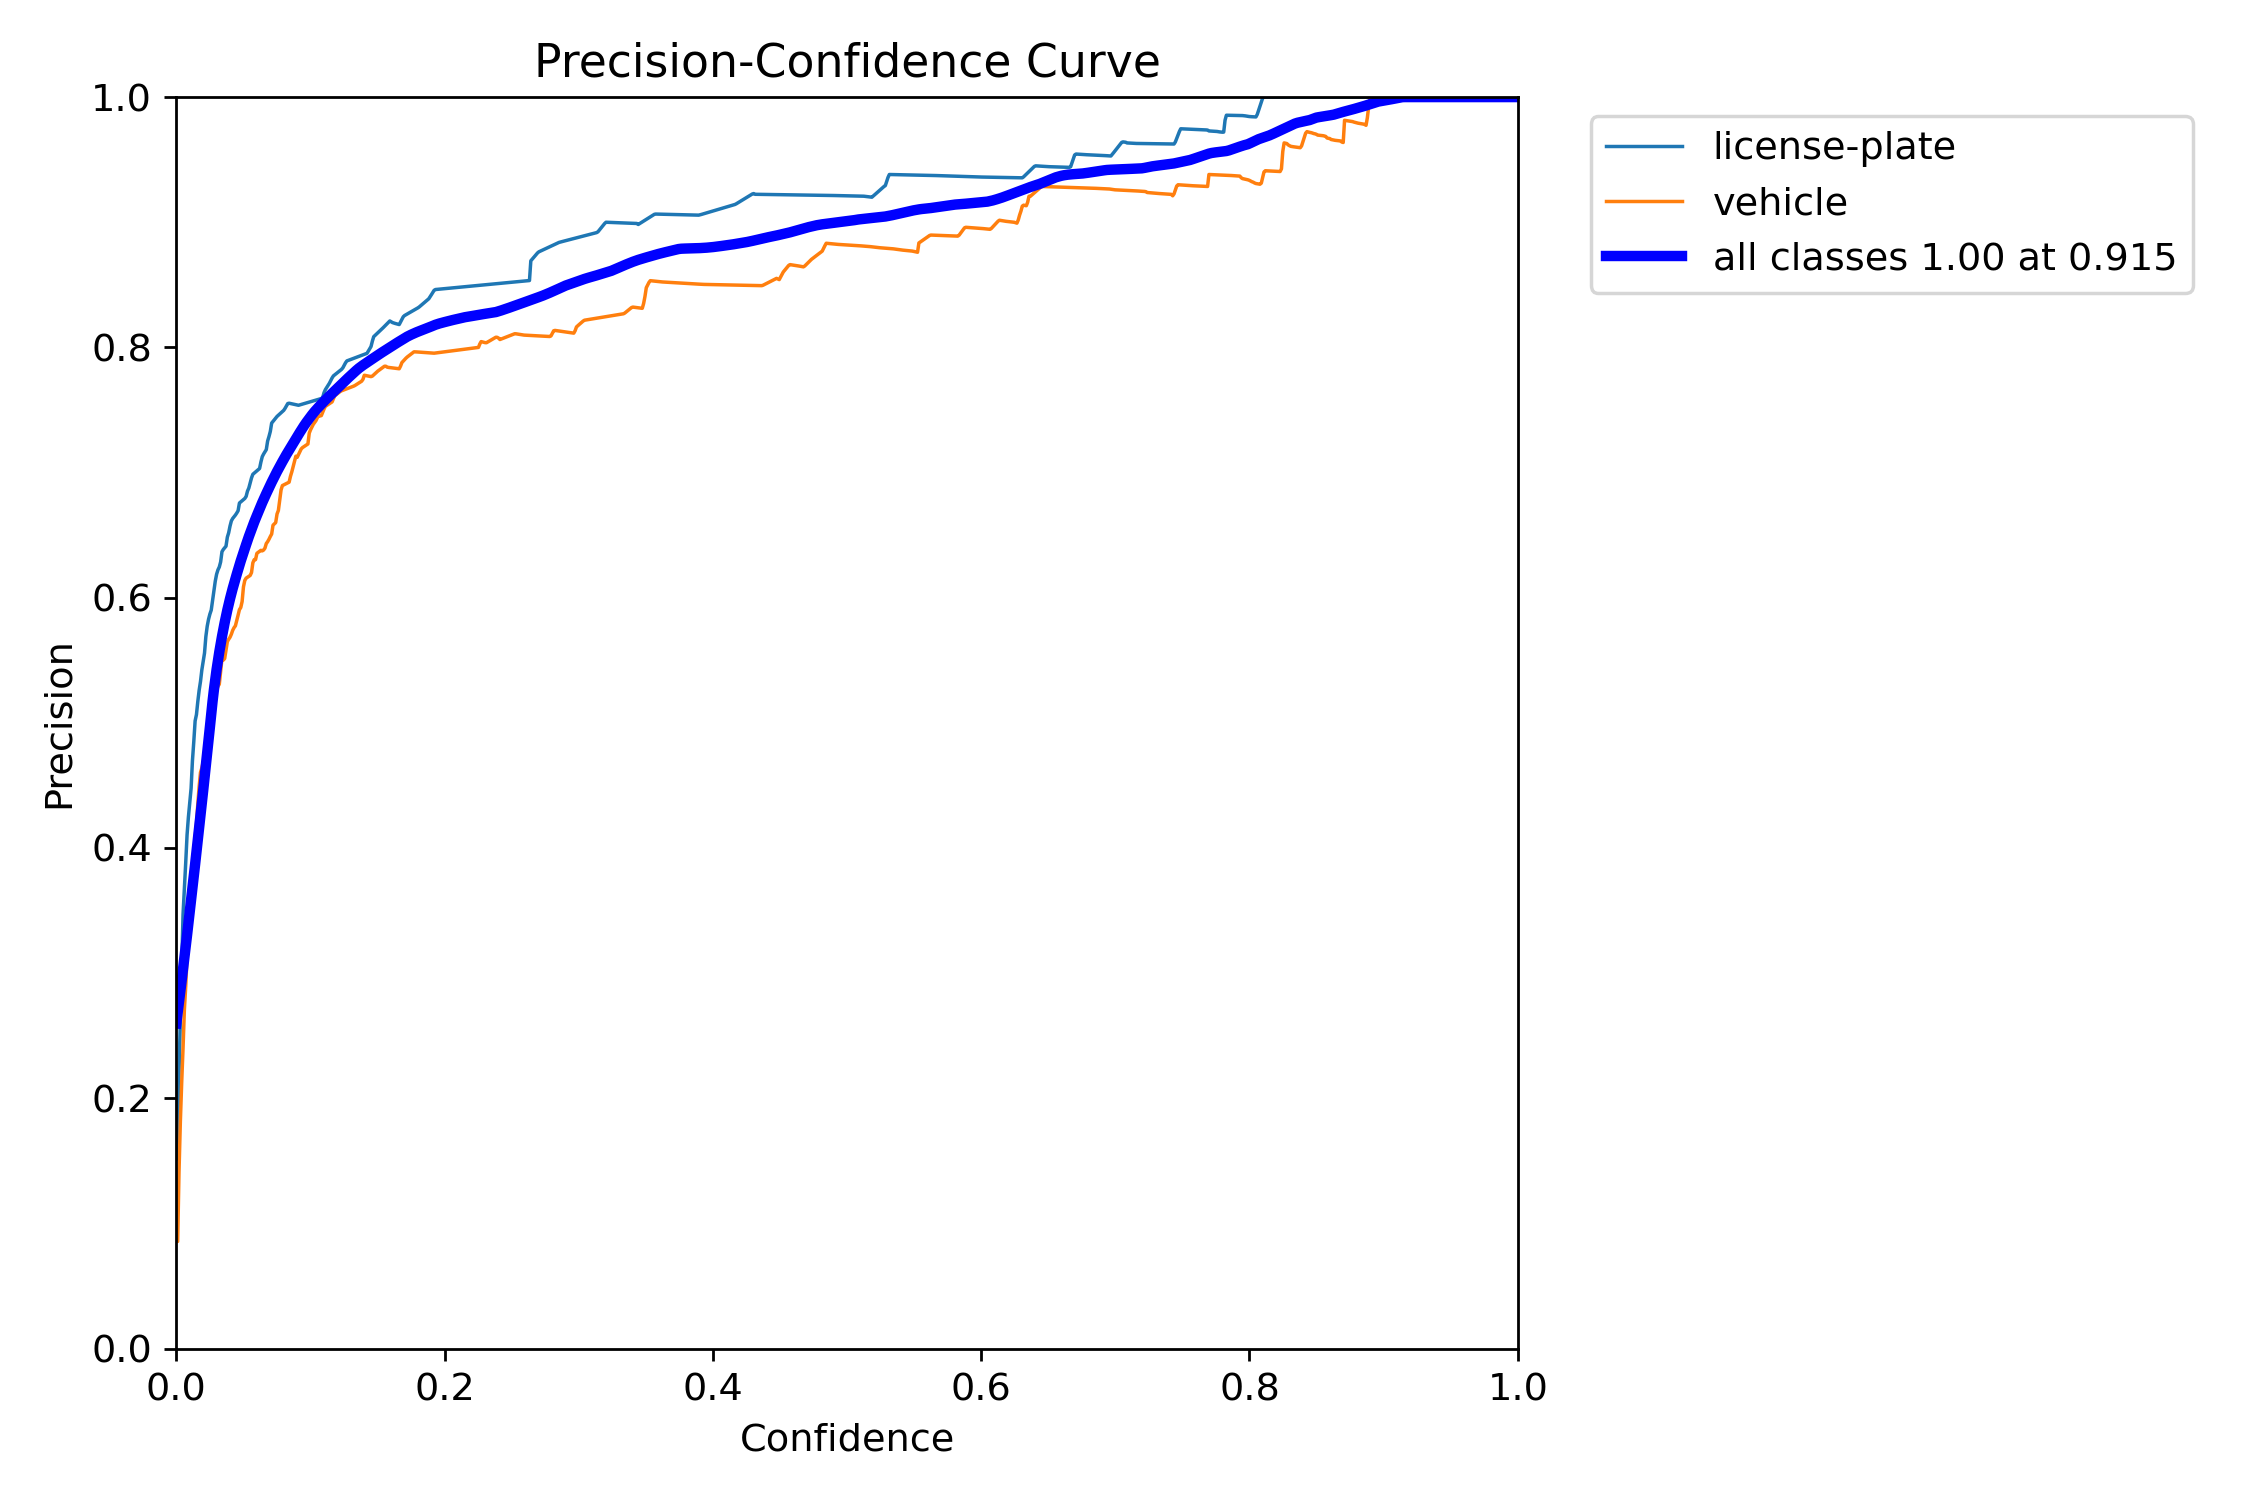 Precision-Confidence Curve
1.0
0.8
0.6
0.4
0.2
0.0
Precision
0.0 0.2 0.4 0.6 0.8 1.0
Confidence
license-plate
vehicle
all classes 1.00 at 0.915